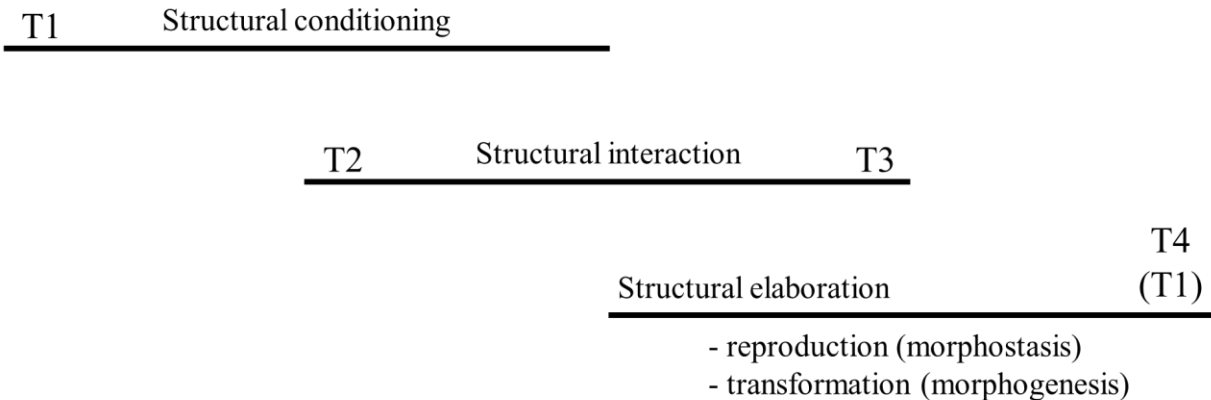 T1 Structural conditioning
T2 Structural interaction T3
T4
Structural elaboration (T1)
- reproduction (morphostasis)
- transformation (morphogenesis)